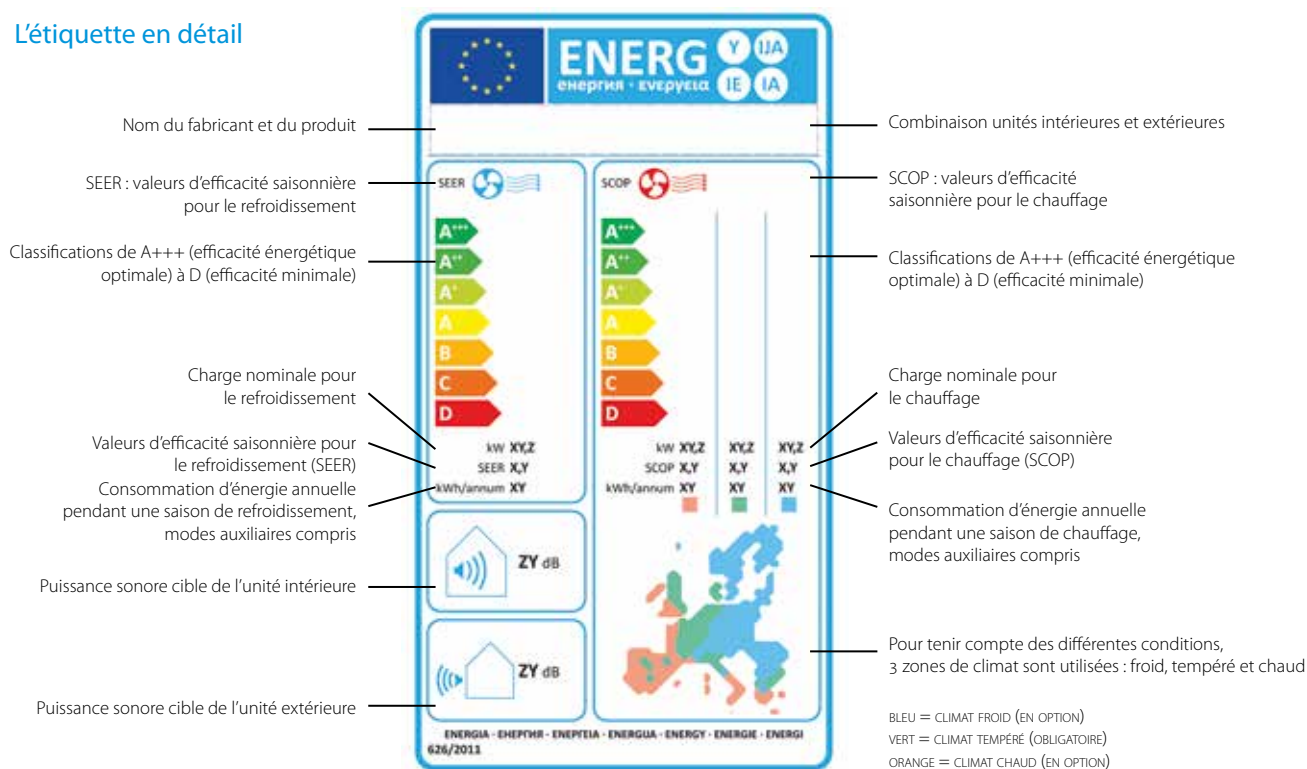 L'étiquette en détail
ENERG
енергия · ενεργεια
Y IJA
IE IA
Nom du fabricant et du produit
Combinaison unités intérieures et extérieures
SEER : valeurs d'efficacité saisonnière
pour le refroidissement
SEER
SCOP
SCOP : valeurs d'efficacité
saisonnière pour le chauffage
Classifications de A+++ (efficacité énergétique
optimale) à D (efficacité minimale)
A+++
A++
A+
A
B
C
D
A+++
A++
A+
A
B
C
D
Classifications de A+++ (efficacité énergétique
optimale) à D (efficacité minimale)
Charge nominale pour
le refroidissement
Valeurs d'efficacité saisonnière pour
le refroidissement (SEER)
Consommation d'énergie annuelle
pendant une saison de refroidissement,
modes auxiliaires compris
kW XY,Z
SEER X,Y
kWh/annum XY
kW XY,Z XY,Z XY,Z
SCOP X,Y X,Y X,Y
kWh/annum XY XY XY
Charge nominale pour
le chauffage
Valeurs d'efficacité saisonnière
pour le chauffage (SCOP)
Consommation d'énergie annuelle
pendant une saison de chauffage,
modes auxiliaires compris
ZY dB
Puissance sonore cible de l'unité intérieure
ZY dB
Puissance sonore cible de l'unité extérieure
Pour tenir compte des différentes conditions,
3 zones de climat sont utilisées : froid, tempéré et chaud
BLEU = CLIMAT FROID (EN OPTION)
VERT = CLIMAT TEMPÉRÉ (OBLIGATOIRE)
ORANGE = CLIMAT CHAUD (EN OPTION)
ENERGIA · ЕНЕРГИЯ · ΕΝΕΡΓΕΙΑ · ENERGIJA · ENERGY · ENERGIE · ENERGI
626/2011